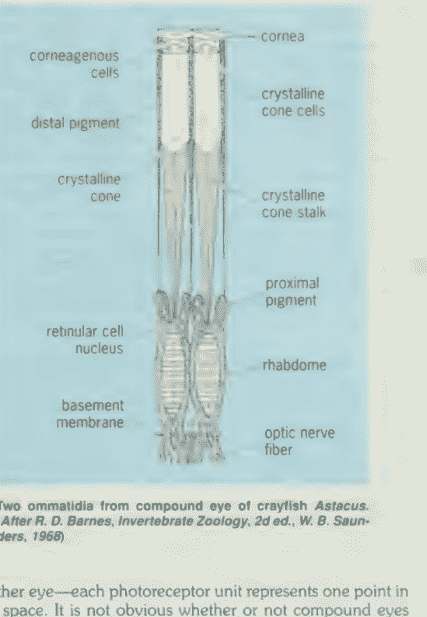 cornea
corneagenous
cells
crystalline
cone cells
distal pigment
crystalline
cone
crystalline
cone stalk
proximal
pigment
retinular cell
nucleus
rhabdome
basement
membrane
optic nerve
fiber
Two ommatidia from compound eye of crayfish Astacus.
After R. D. Barnes, Invertebrate Zoology, 2d ed., W. B. Saun-
ders, 1968)
ther eye—each photoreceptor unit represents one point in
space. It is not obvious whether or not compound eyes